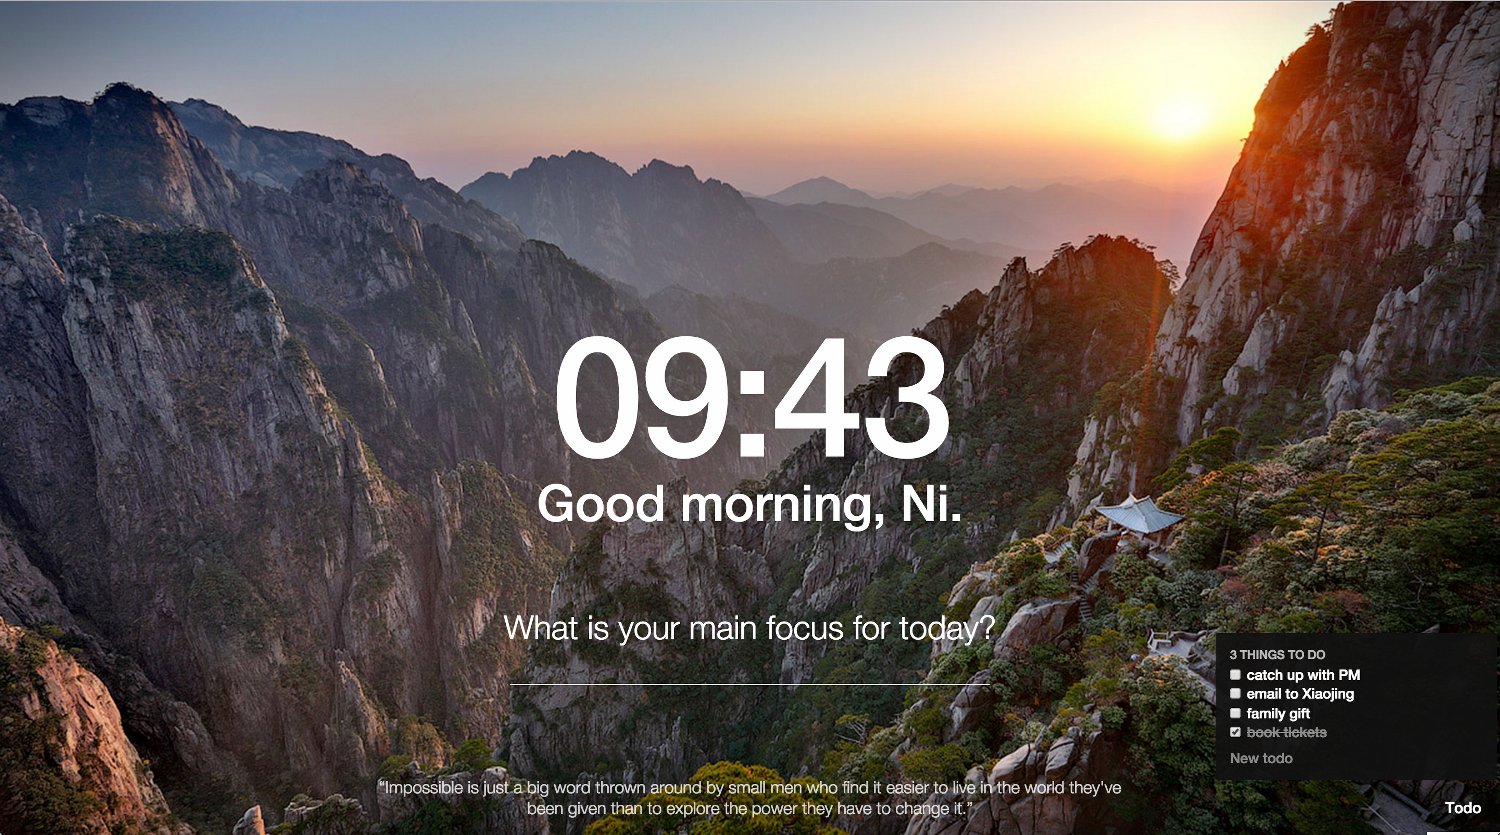 09:43
Good morning, Ni.
What is your main focus for today?
3 THINGS TO DO
catch up with PM
email to Xiaojing
family gift
book tickets
New todo
“Impossible is just a big word thrown around by small men who find it easier to live in the world they've
been given than to explore the power they have to change it.”
Todo